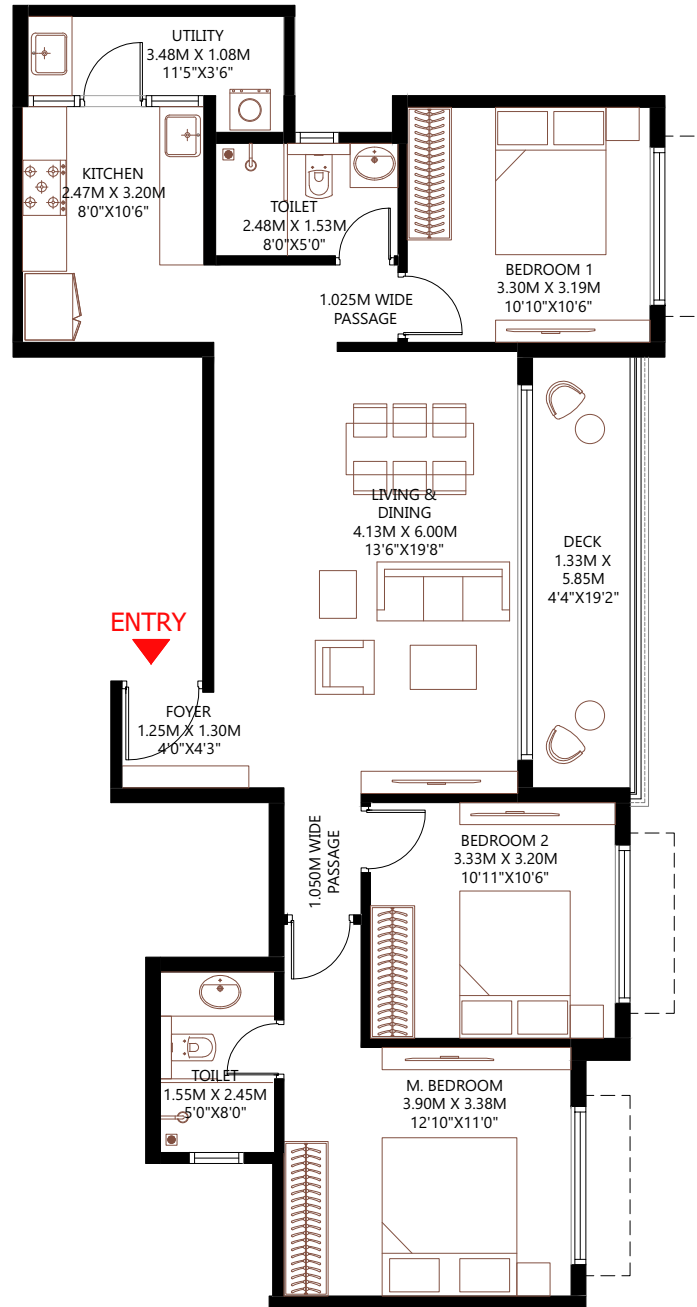 UTILITY
3.48M X 1.08M
11'5"X3'6"
KITCHEN
2.47M X 3.20M
8'0"X10'6"
TOILET
2.48M X 1.53M
8'0"X5'0"
BEDROOM 1
3.30M X 3.19M
10'10"X10'6"
1.025M WIDE
PASSAGE
LIVING &
DINING
4.13M X 6.00M
13'6"X19'8"
DECK
1.33M X
5.85M
4'4"X19'2"
ENTRY
FOYER
1.25M X 1.30M
4'0"X4'3"
1.050M WIDE
PASSAGE
BEDROOM 2
3.33M X 3.20M
10'11"X10'6"
TOILET
1.55M X 2.45M
5'0"X8'0"
M. BEDROOM
3.90M X 3.38M
12'10"X11'0"